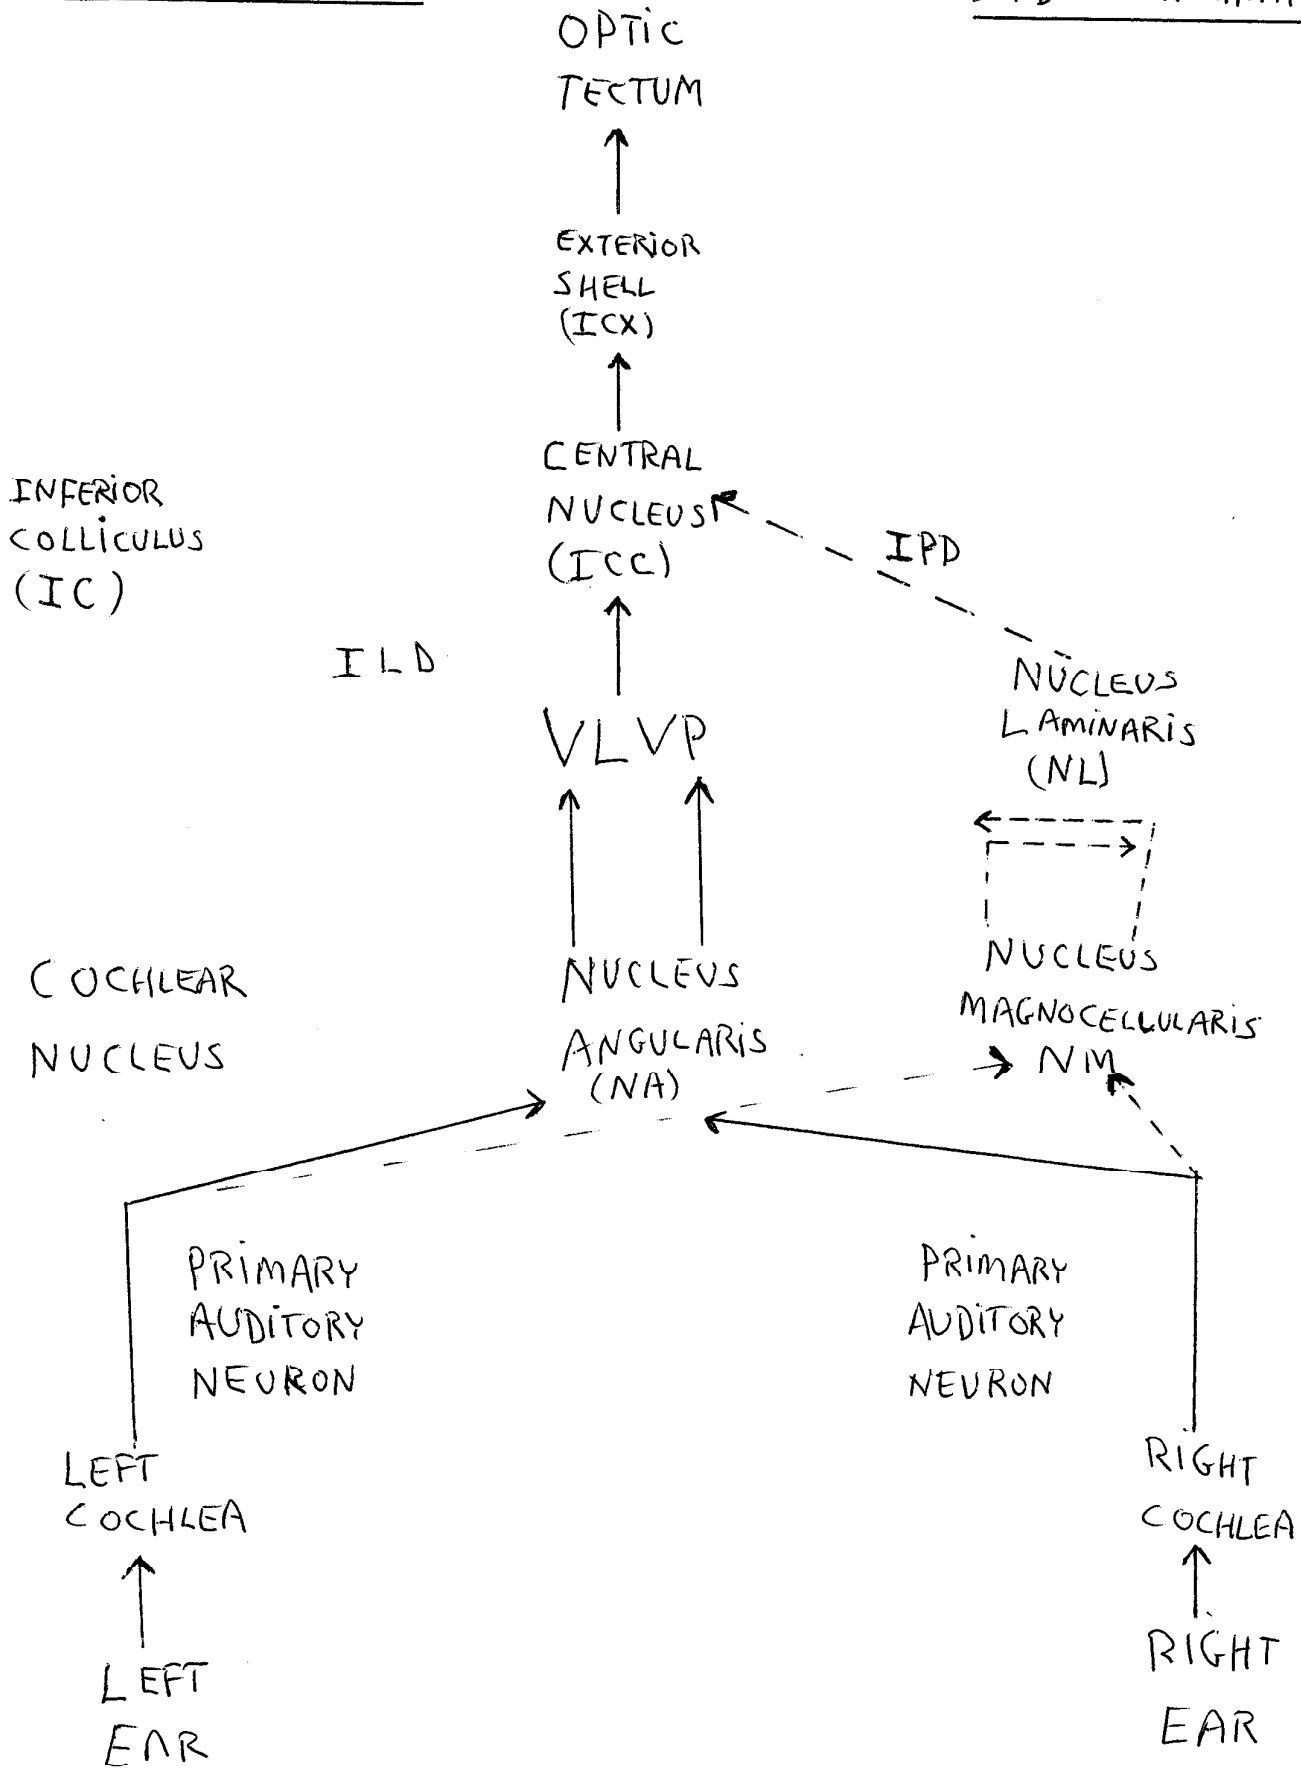 OPTIC
TECTUM
EXTERIOR
SHELL
(ICX)
CENTRAL
NUCLEUS
(ICC)
INFERIOR
COLLICULUS
(IC)
IPD
ILD
NUCLEUS
LAMINARIS
(NL)
VLVP
COCHLEAR
NUCLEUS
NUCLEUS
ANGULARIS
(NA)
NUCLEUS
MAGNOCELLULARIS
NM
PRIMARY
AUDITORY
NEURON
PRIMARY
AUDITORY
NEURON
LEFT
COCHLEA
RIGHT
COCHLEA
LEFT
EAR
RIGHT
EAR